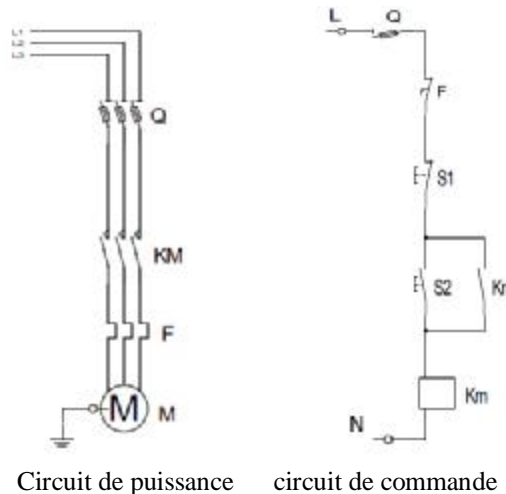 L
Q
Q
F
S1
KM
S2
F
Km
M
M
N
Circuit de puissance
circuit de commande